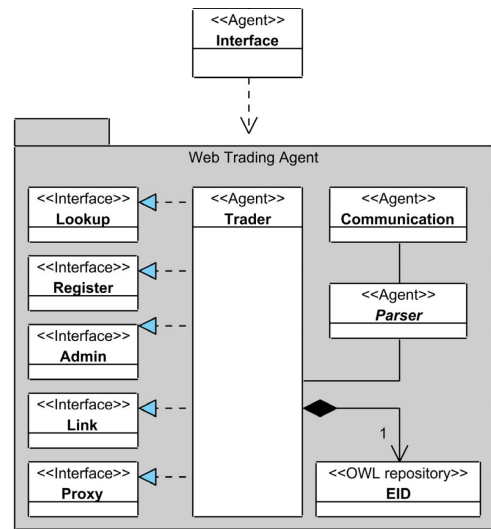 <<Agent>>
Interface
Web Trading Agent
<<Interface>>
Lookup
<<Agent>>
Trader
<<Agent>>
Communication
<<Interface>>
Register
<<Agent>>
Parser
<<Interface>>
Admin
<<Interface>>
Link
1
<<Interface>>
Proxy
<<OWL repository>>
EID